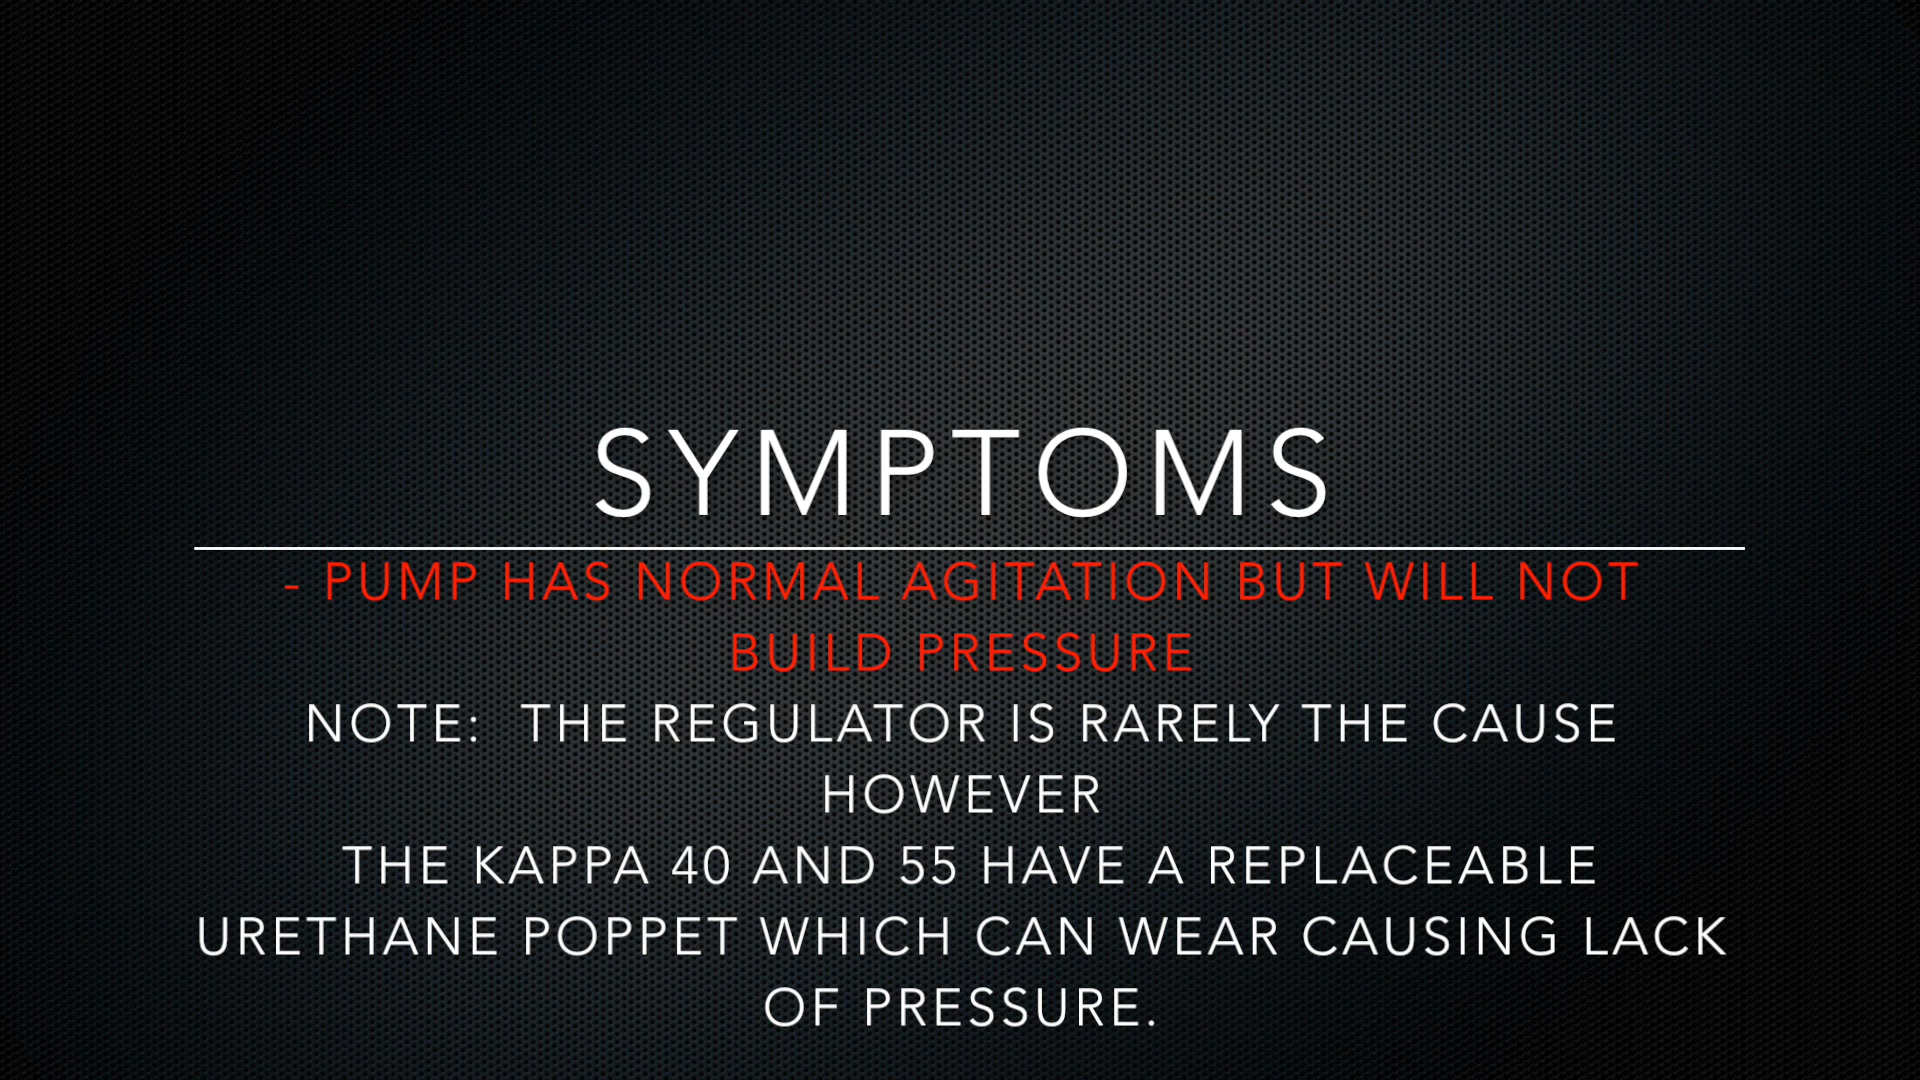 SYMPTOMS
- PUMP HAS NORMAL AGITATION BUT WILL NOT
BUILD PRESSURE
NOTE:  THE REGULATOR IS RARELY THE CAUSE
HOWEVER
THE KAPPA 40 AND 55 HAVE A REPLACEABLE
URETHANE POPPET WHICH CAN WEAR CAUSING LACK
OF PRESSURE.